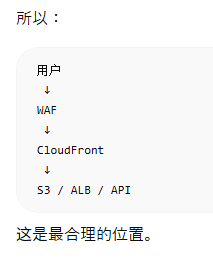 所以：
用户
↓
WAF
↓
CloudFront
↓
S3 / ALB / API
这是最合理的位置。